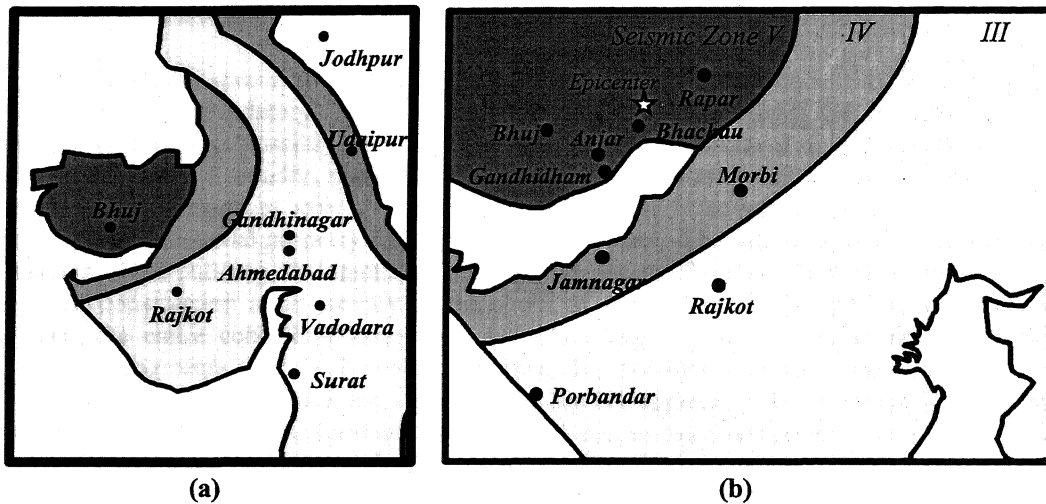 Jodhpur
Udaipur
Bhuj
Gandhinagar
Ahmedabad
Rajkot
Vadodara
Surat
(a)
Seismic Zone V
IV
III
Epicenter
Rapar
Bhuj
Anjar
Bhachau
Gandhidham
Morbi
Jamnagar
Rajkot
Porbandar
(b)